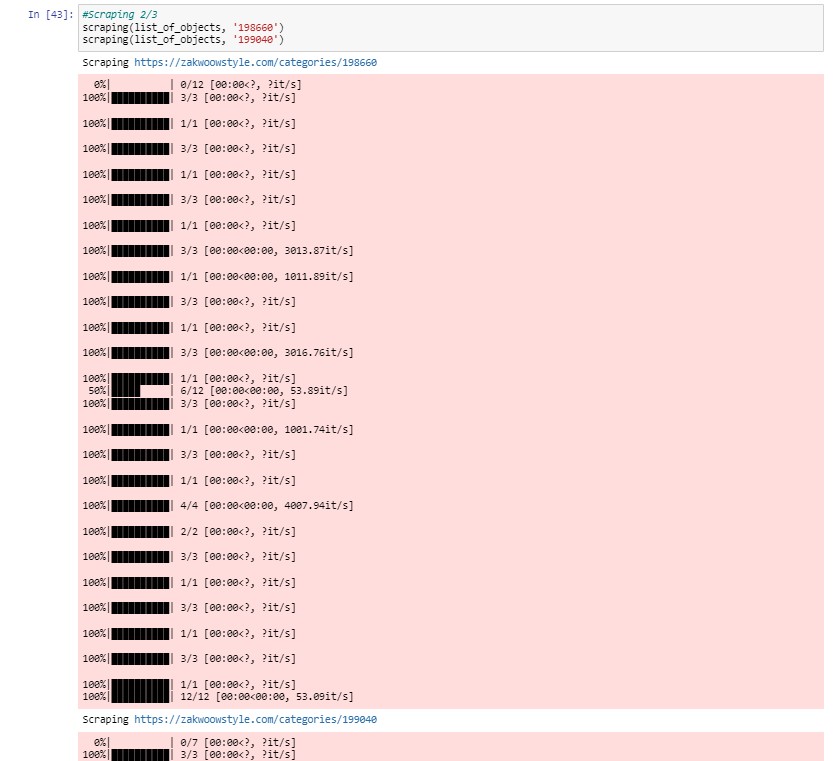 In [43]: #Scraping 2/3
scraping(list_of_objects, '198660')
scraping(list_of_objects, '199040')
Scraping https://zakwoowstyle.com/categories/198660
0%| | 0/12 [00:00<?, ?it/s]
100%|██████████| 3/3 [00:00<?, ?it/s]
100%|██████████| 1/1 [00:00<?, ?it/s]
100%|██████████| 3/3 [00:00<?, ?it/s]
100%|██████████| 1/1 [00:00<?, ?it/s]
100%|██████████| 3/3 [00:00<?, ?it/s]
100%|██████████| 1/1 [00:00<?, ?it/s]
100%|██████████| 3/3 [00:00<00:00, 3013.87it/s]
100%|██████████| 1/1 [00:00<00:00, 1011.89it/s]
100%|██████████| 3/3 [00:00<?, ?it/s]
100%|██████████| 1/1 [00:00<?, ?it/s]
100%|██████████| 3/3 [00:00<00:00, 3016.76it/s]
100%|██████████| 1/1 [00:00<?, ?it/s]
50%|█████ | 6/12 [00:00<00:00, 53.89it/s]
100%|██████████| 3/3 [00:00<?, ?it/s]
100%|██████████| 1/1 [00:00<00:00, 1001.74it/s]
100%|██████████| 3/3 [00:00<?, ?it/s]
100%|██████████| 1/1 [00:00<?, ?it/s]
100%|██████████| 4/4 [00:00<00:00, 4007.94it/s]
100%|██████████| 2/2 [00:00<?, ?it/s]
100%|██████████| 3/3 [00:00<?, ?it/s]
100%|██████████| 1/1 [00:00<?, ?it/s]
100%|██████████| 3/3 [00:00<?, ?it/s]
100%|██████████| 1/1 [00:00<?, ?it/s]
100%|██████████| 3/3 [00:00<?, ?it/s]
100%|██████████| 1/1 [00:00<?, ?it/s]
100%|██████████| 12/12 [00:00<00:00, 53.09it/s]
Scraping https://zakwoowstyle.com/categories/199040
0%| | 0/7 [00:00<?, ?it/s]
100%|██████████| 3/3 [00:00<?, ?it/s]